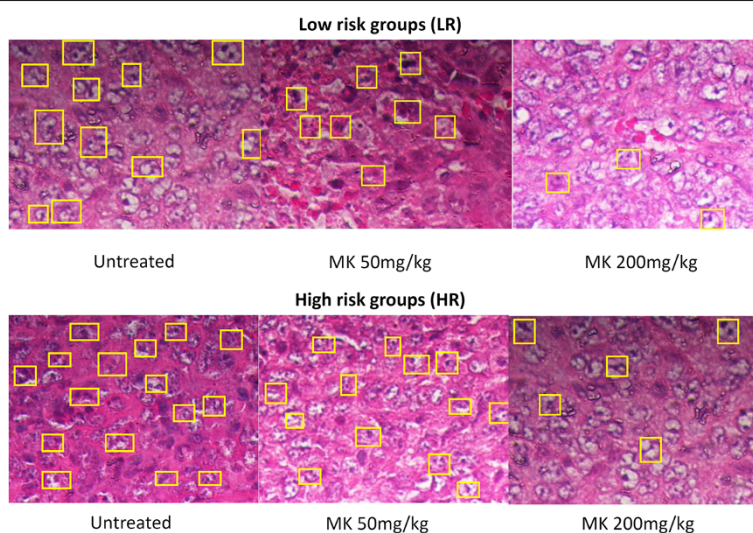 Low risk groups (LR)
Untreated
MK 50mg/kg
MK 200mg/kg
High risk groups (HR)
Untreated
MK 50mg/kg
MK 200mg/kg